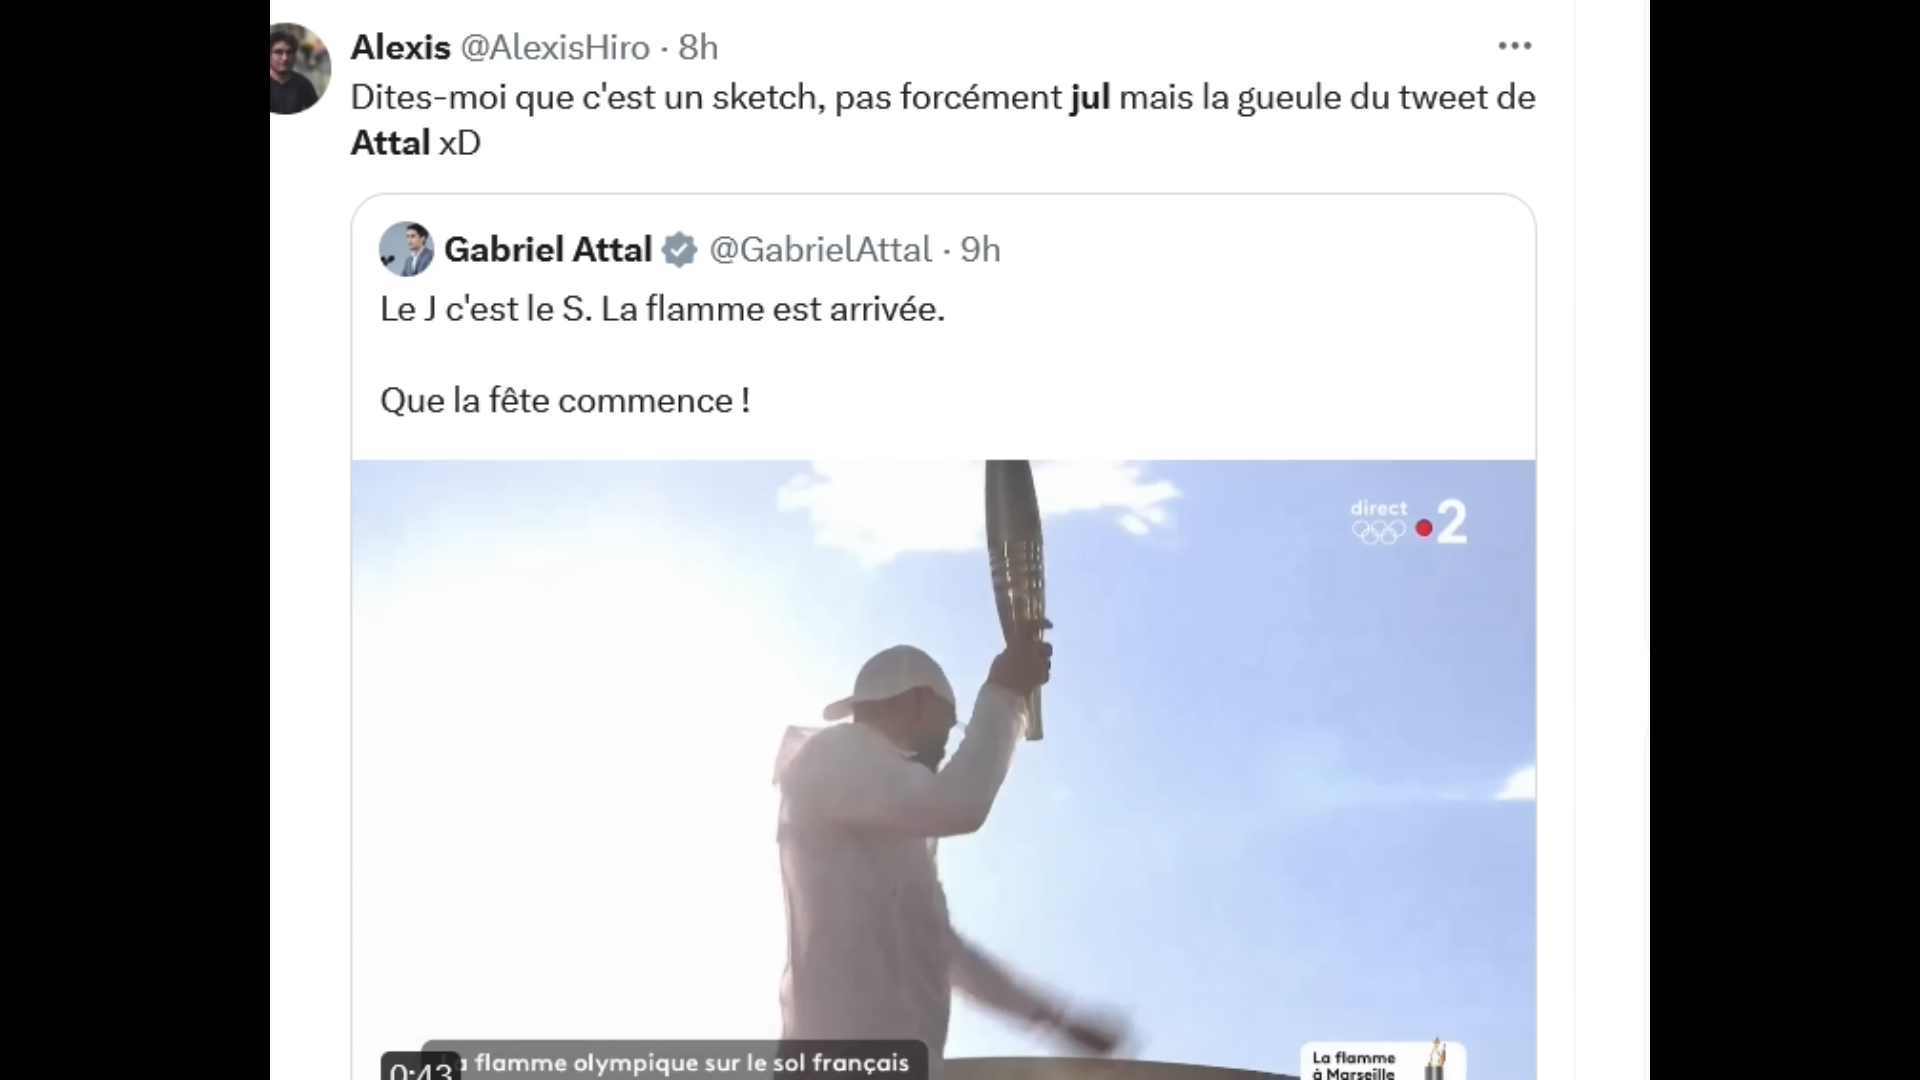 Alexis @AlexisHiro · 8h
Dites-moi que c'est un sketch, pas forcément jul mais la gueule du tweet de
Attal xD
Gabriel Attal @GabrielAttal · 9h
Le J c'est le S. La flamme est arrivée.
Que la fête commence !
direct
2
a flamme olympique sur le sol français
0:43
La flamme
à Marseille